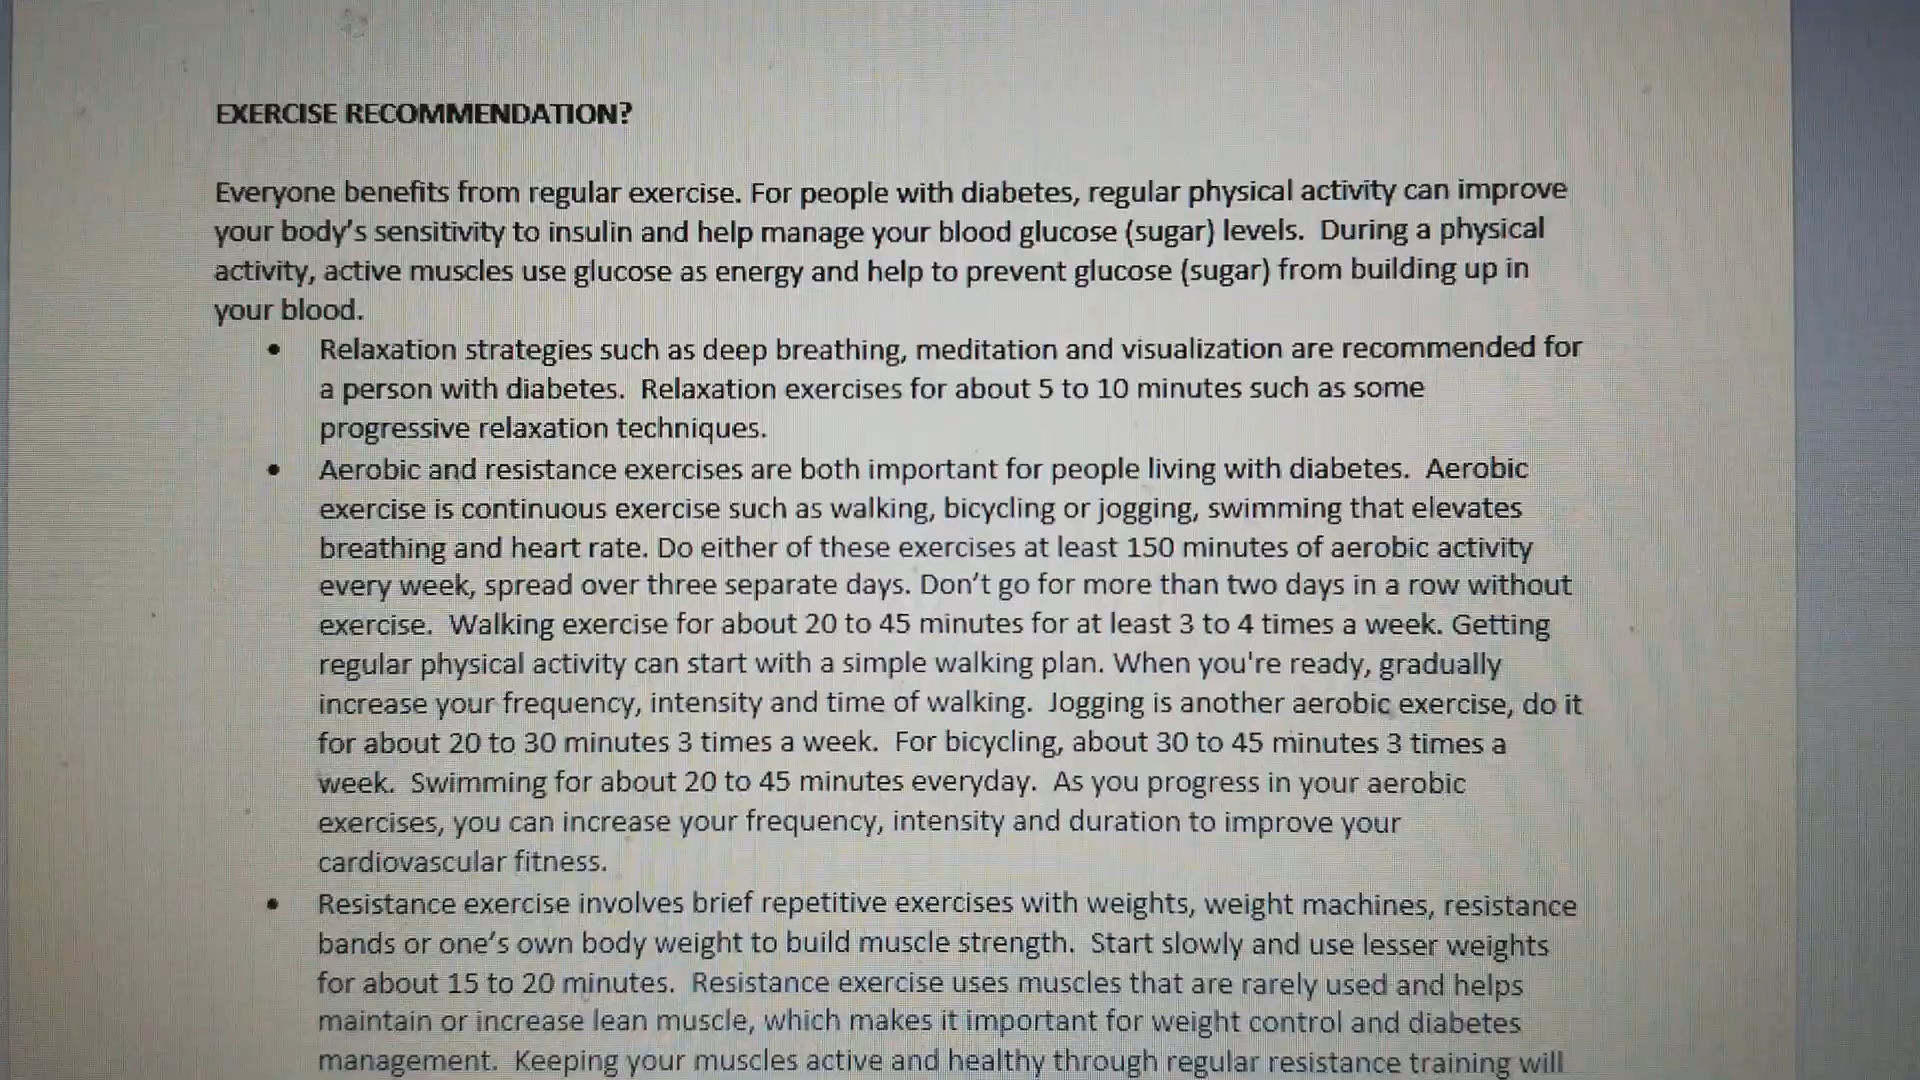 EXERCISE RECOMMENDATION?
Everyone benefits from regular exercise. For people with diabetes, regular physical activity can improve
your body's sensitivity to insulin and help manage your blood glucose (sugar) levels.  During a physical
activity, active muscles use glucose as energy and help to prevent glucose (sugar) from building up in
your blood.
• Relaxation strategies such as deep breathing, meditation and visualization are recommended for
a person with diabetes.  Relaxation exercises for about 5 to 10 minutes such as some
progressive relaxation techniques.
• Aerobic and resistance exercises are both important for people living with diabetes.  Aerobic
exercise is continuous exercise such as walking, bicycling or jogging, swimming that elevates
breathing and heart rate. Do either of these exercises at least 150 minutes of aerobic activity
every week, spread over three separate days. Don't go for more than two days in a row without
exercise.  Walking exercise for about 20 to 45 minutes for at least 3 to 4 times a week. Getting
regular physical activity can start with a simple walking plan. When you're ready, gradually
increase your frequency, intensity and time of walking.  Jogging is another aerobic exercise, do it
for about 20 to 30 minutes 3 times a week.  For bicycling, about 30 to 45 minutes 3 times a
week.  Swimming for about 20 to 45 minutes everyday.  As you progress in your aerobic
exercises, you can increase your frequency, intensity and duration to improve your
cardiovascular fitness.
• Resistance exercise involves brief repetitive exercises with weights, weight machines, resistance
bands or one's own body weight to build muscle strength.  Start slowly and use lesser weights
for about 15 to 20 minutes.  Resistance exercise uses muscles that are rarely used and helps
maintain or increase lean muscle, which makes it important for weight control and diabetes
management.  Keeping your muscles active and healthy through regular resistance training will